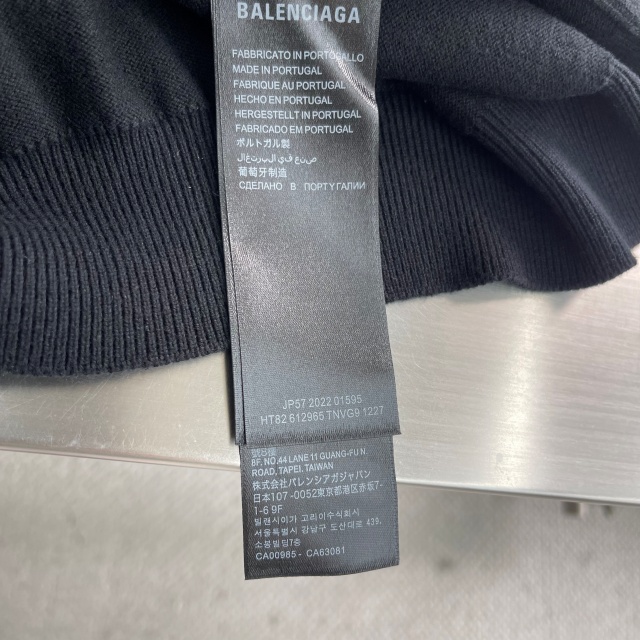 BALENCIAGA
FABBRICATO IN PORTOGALLO
MADE IN PORTUGAL
FABRIQUE AU PORTUGAL
HECHO EN PORTUGAL
HERGESTELLT IN PORTUGAL
FABRICADO EM PORTUGAL
ポルトガル製
صنع في البرتغال
葡萄牙制造
СДЕЛАНО В ПОРТУГАЛИИ
JP57 2022 01595
HT82 612965 TNVG9 1227
BF. NO.44 LANE 11 GUANG-FU N.
ROAD, TAIPEI, TAIWAN
株式会社バレンシアガジャパン
日本107-0052東京都港区赤坂7-
1-6 9F
발렌시아가 코리아주식회사
서울특별시 강남구 도산대로 439,
소봉빌딩7층
CA00985 - CA63081